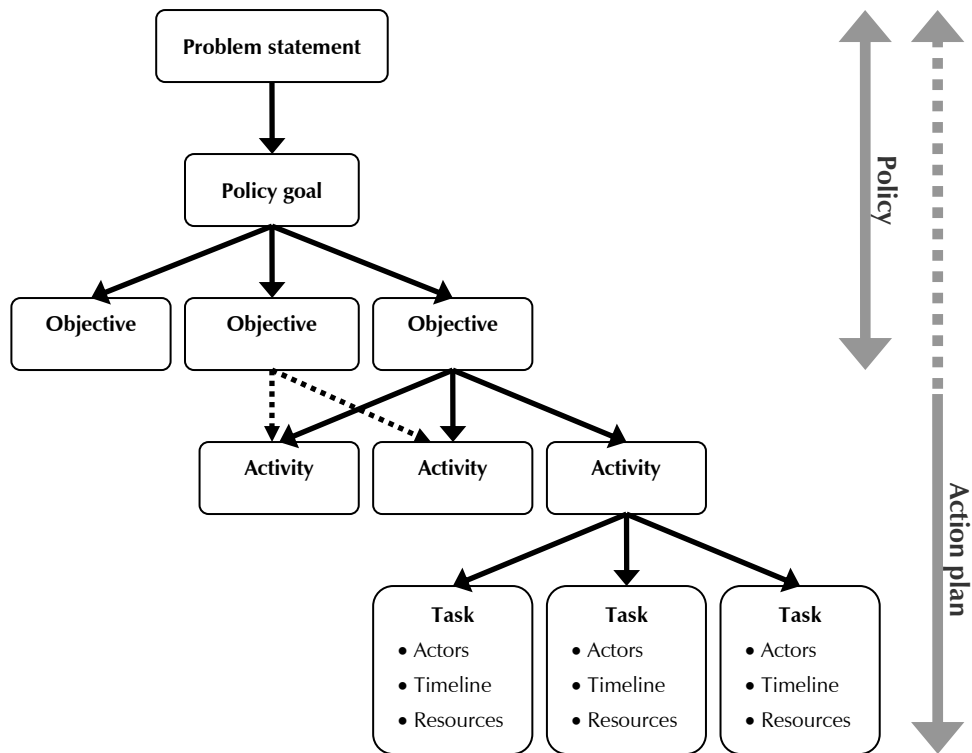 Problem statement
Policy goal
Policy
Objective
Objective
Objective
Activity
Activity
Activity
Action plan
Task
• Actors
• Timeline
• Resources
Task
• Actors
• Timeline
• Resources
Task
• Actors
• Timeline
• Resources